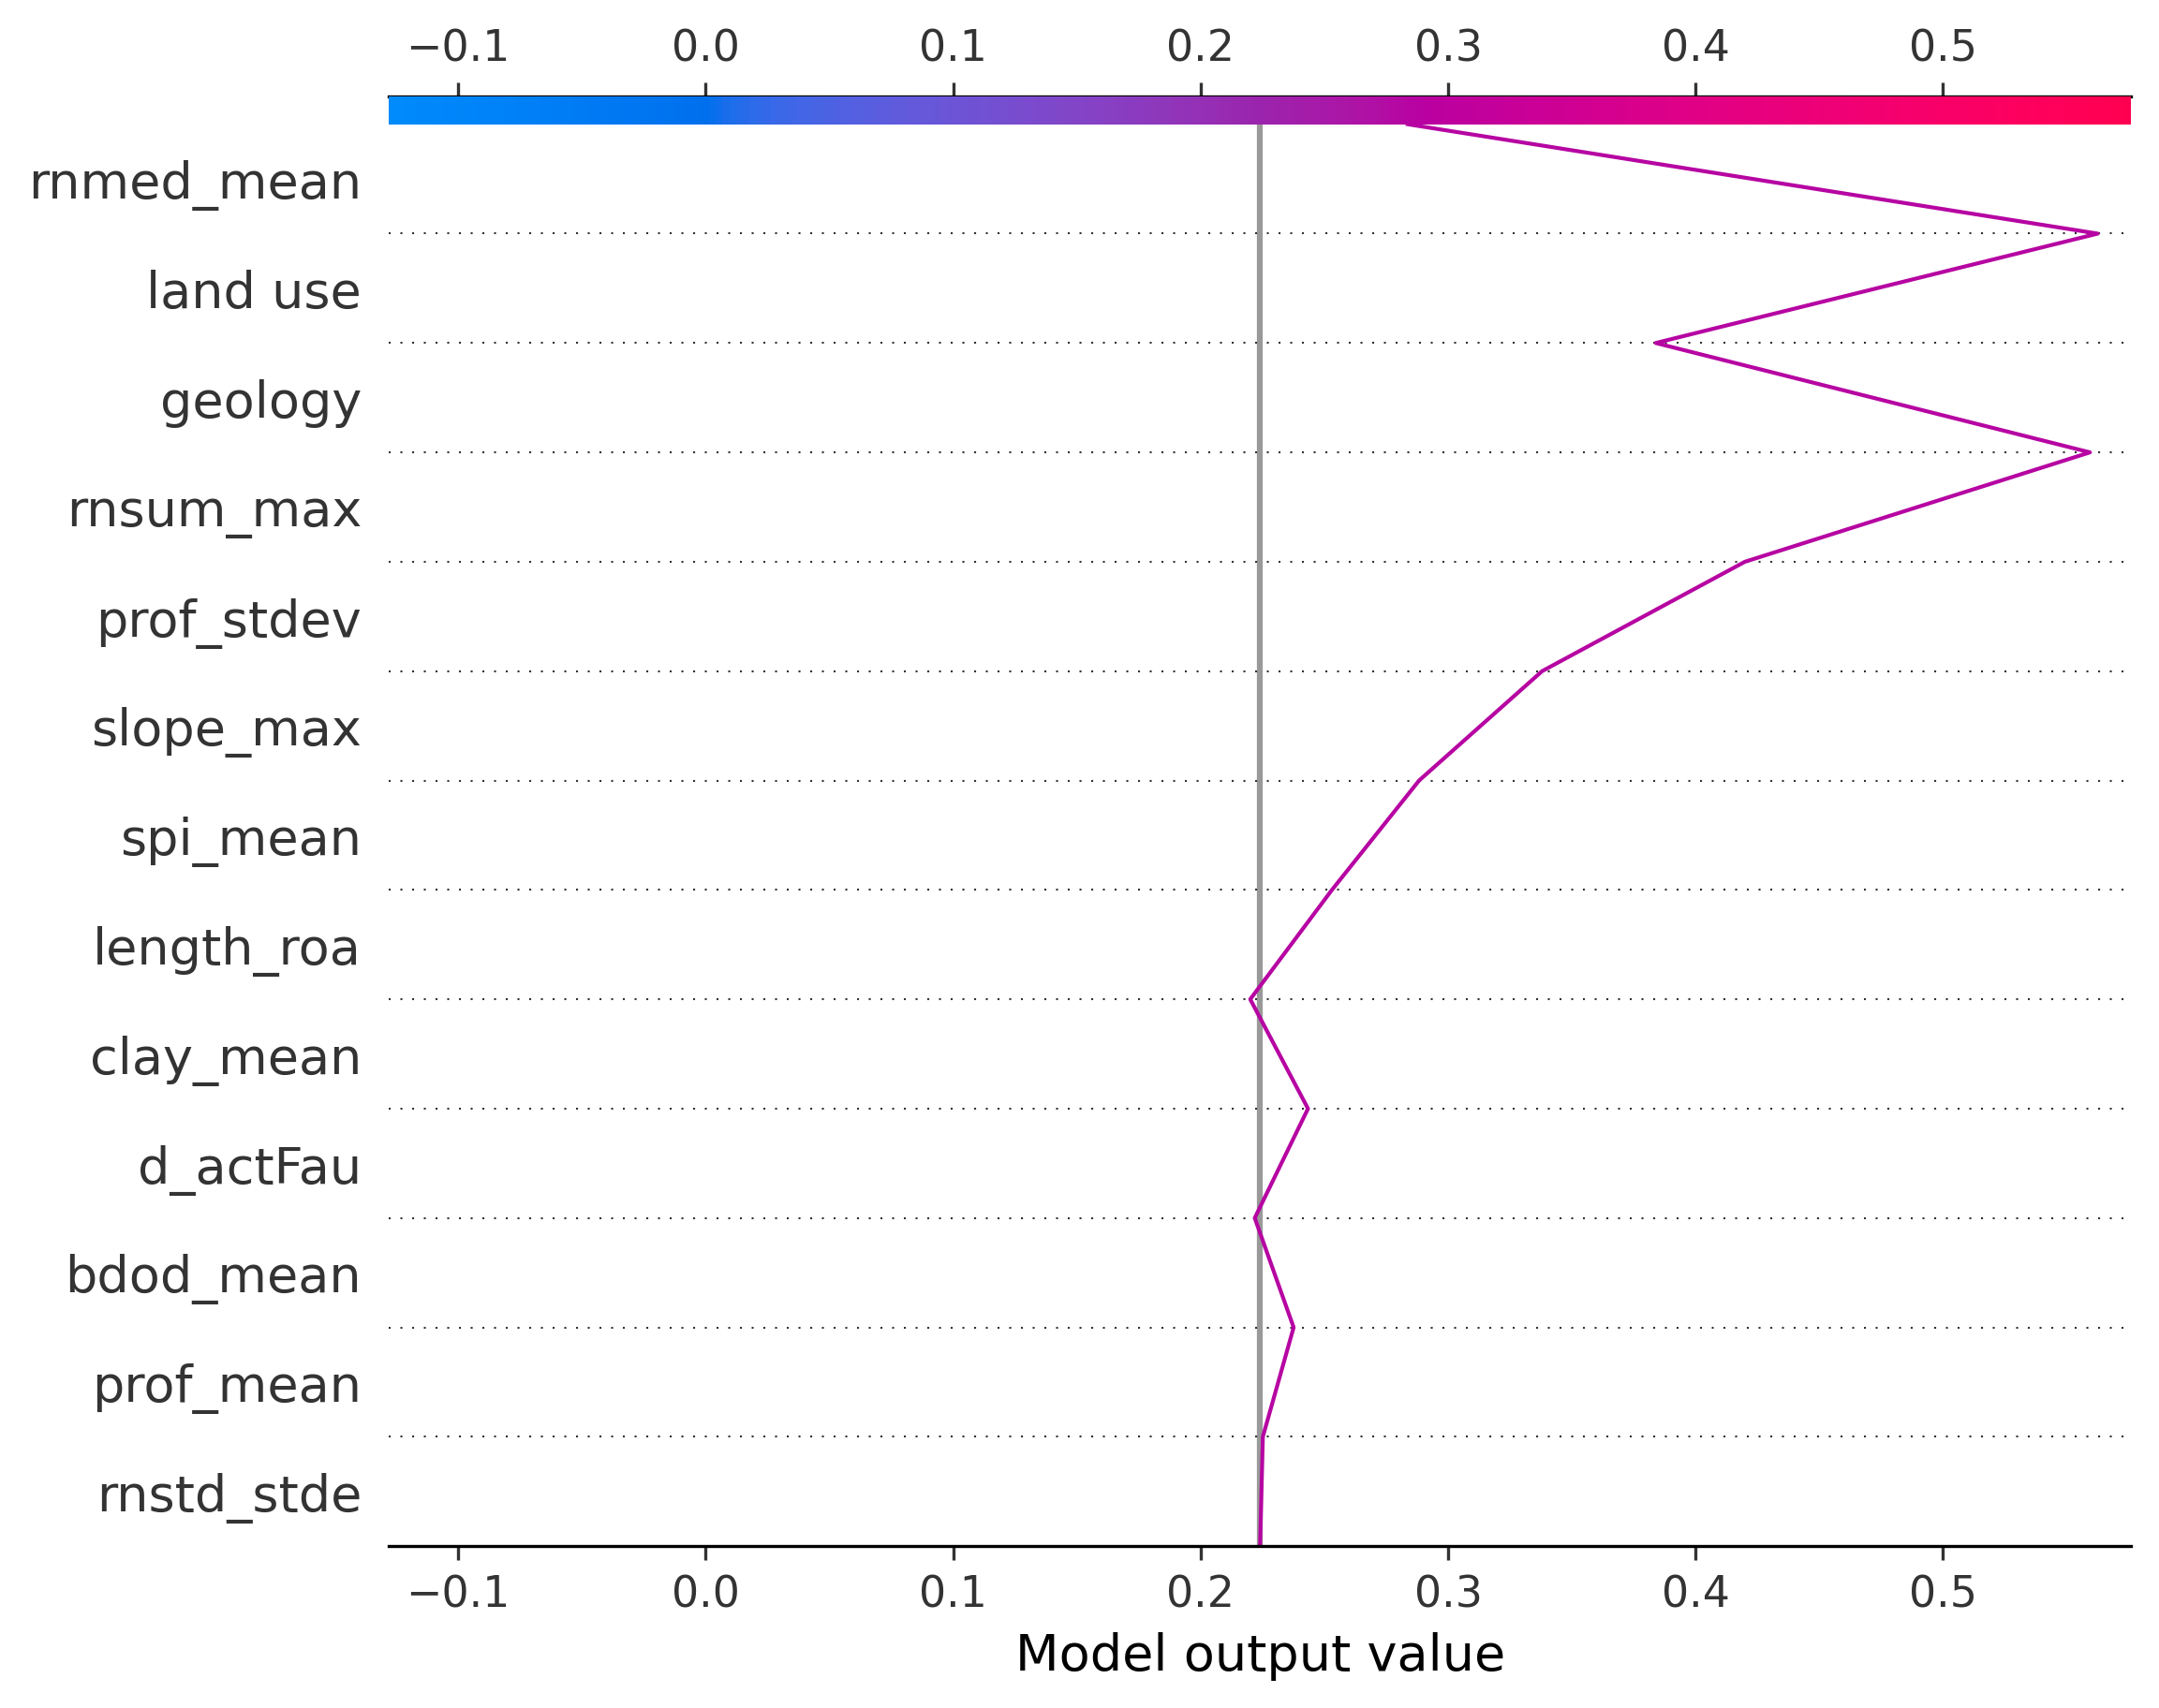 −0.1 0.0 0.1 0.2 0.3 0.4 0.5
rnmed_mean
land use
geology
rnsum_max
prof_stdev
slope_max
spi_mean
length_roa
clay_mean
d_actFau
bdod_mean
prof_mean
rnstd_stde
−0.1 0.0 0.1 0.2 0.3 0.4 0.5
Model output value